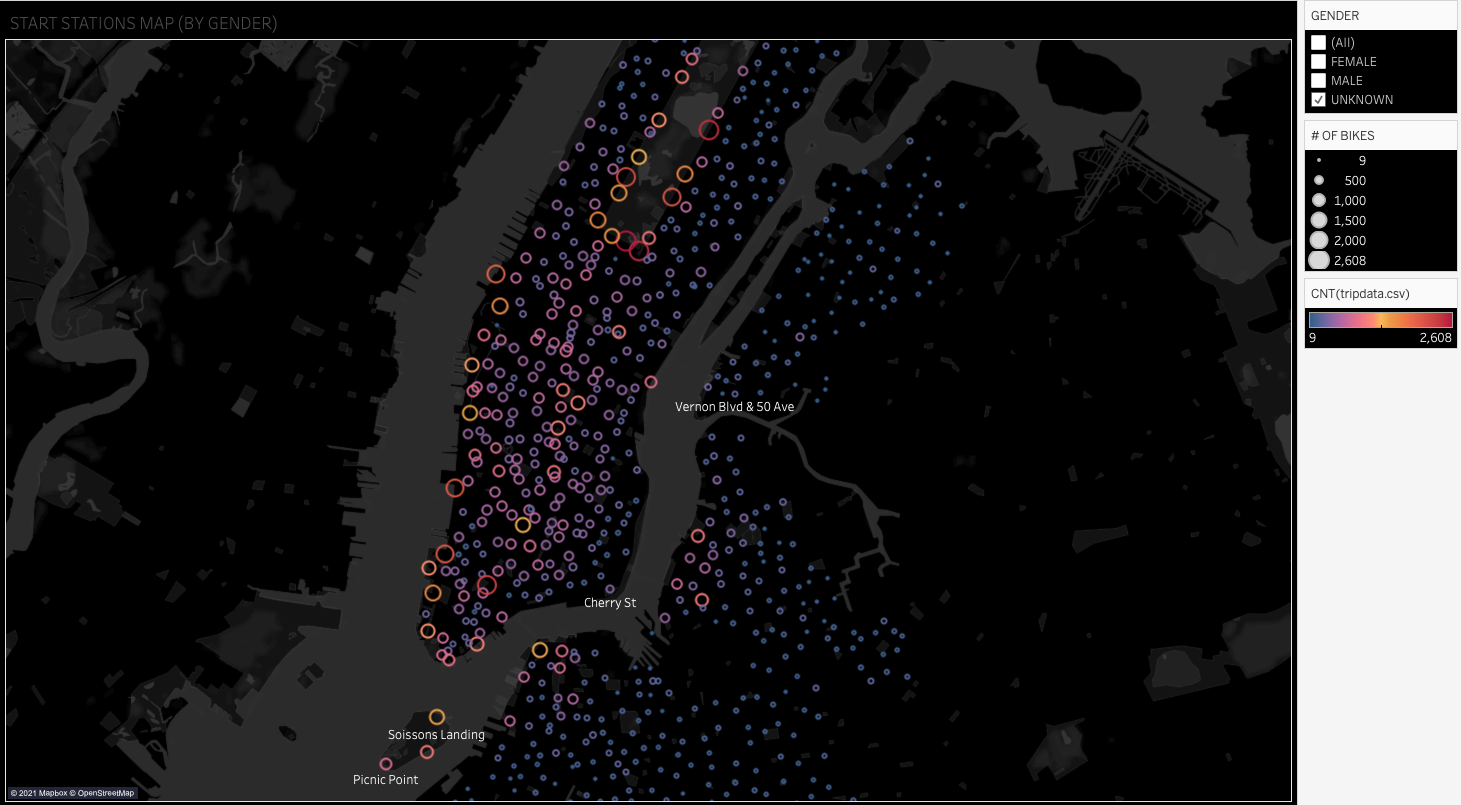 START STATIONS MAP (BY GENDER)
GENDER
(All)
FEMALE
MALE
UNKNOWN
# OF BIKES
9
500
1,000
1,500
2,000
2,608
CNT(tripdata.csv)
9 2,608
Vernon Blvd & 50 Ave
Cherry St
Soissons Landing
Picnic Point
© 2021 Mapbox © OpenStreetMap